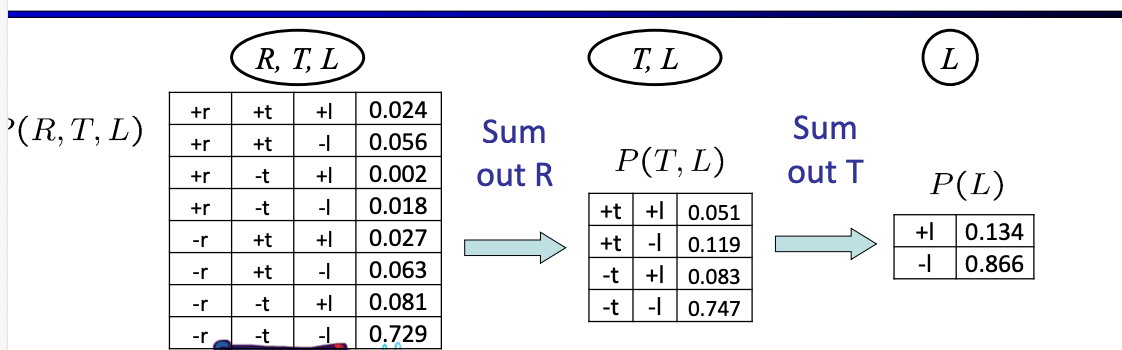 R, T, L
T, L
L
P(R, T, L)
+r +t +l 0.024
+r +t -l 0.056
+r -t +l 0.002
+r -t -l 0.018
-r +t +l 0.027
-r +t -l 0.063
-r -t +l 0.081
-r -t -l 0.729
Sum
out R
P(T, L)
+t +l 0.051
+t -l 0.119
-t +l 0.083
-t -l 0.747
Sum
out T
P(L)
+l 0.134
-l 0.866